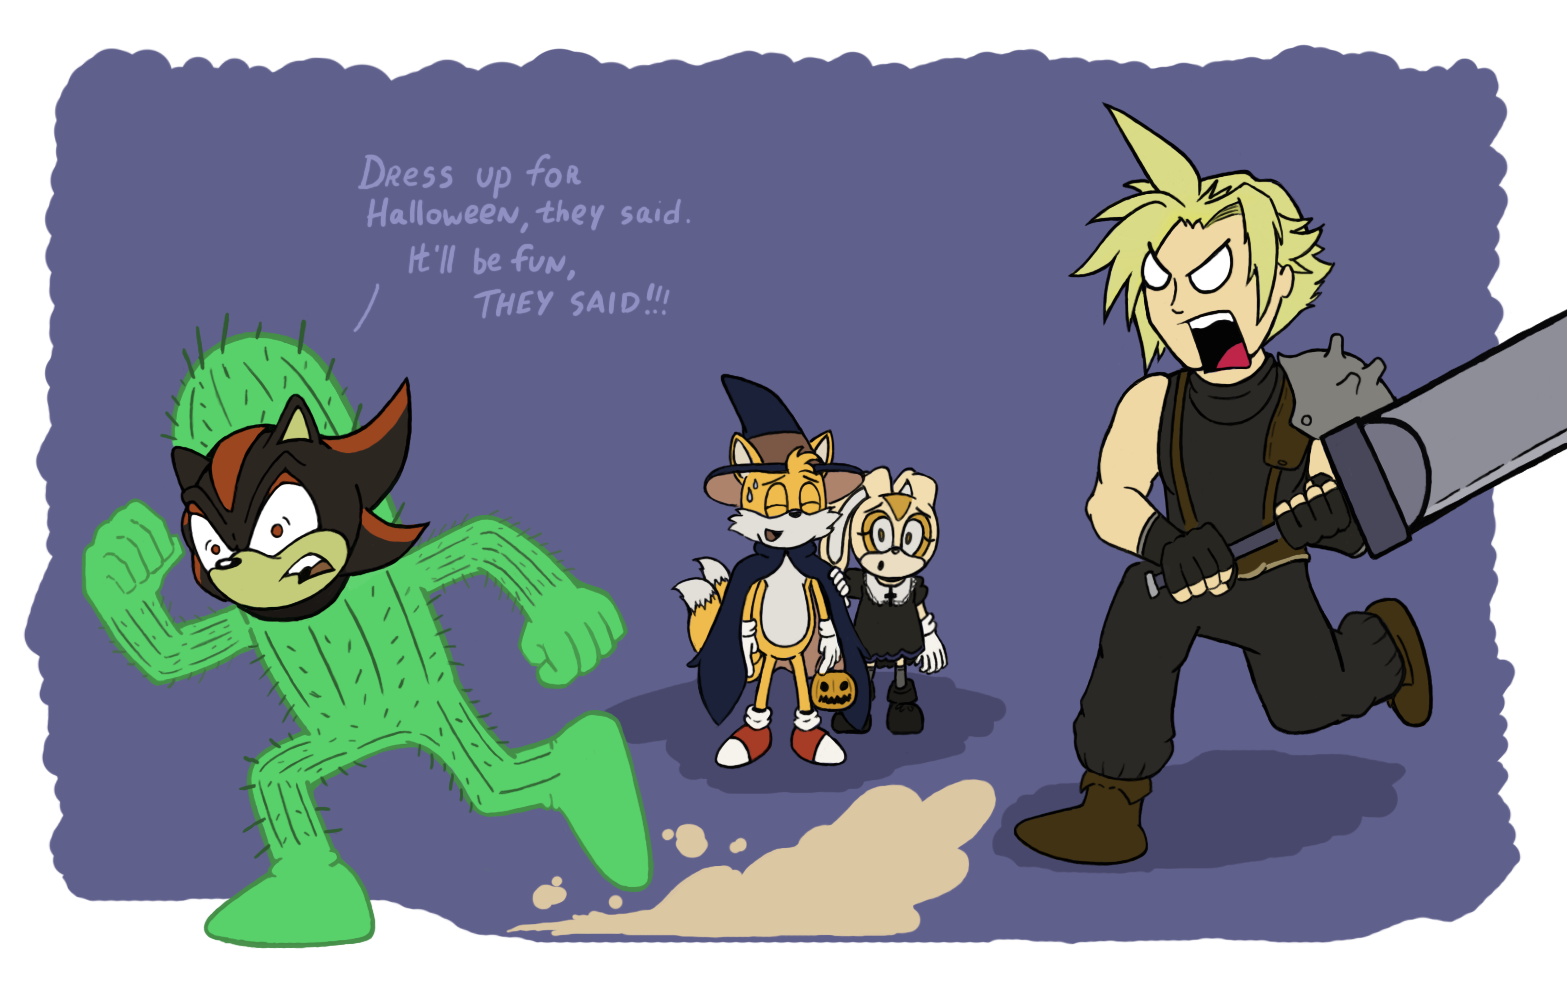 Dress up for
Halloween, they said.
It'll be fun,
THEY SAID!!!